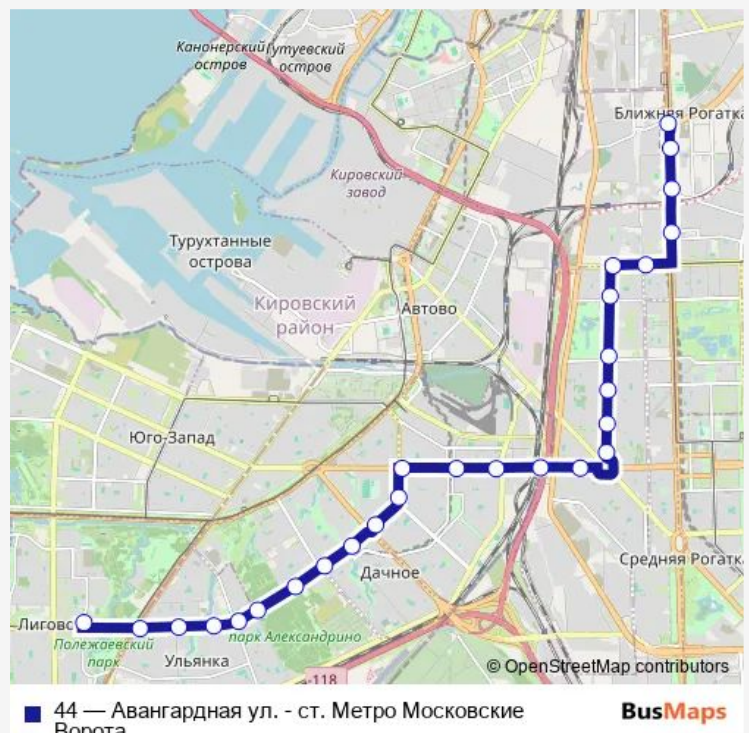 Канонерский
остров
Гутуевский
остров
Ближняя Рогатка
Кировский
завод
Турухтанные
острова
Кировский
район
Автово
Юго-Запад
Средняя Рогатка
Дачное
Лигово
Полежаевский
парк
парк Александрино
Ульянка
-118
© OpenStreetMap contributors
44 — Авангардная ул. - ст. Метро Московские
Ворота
BusMaps